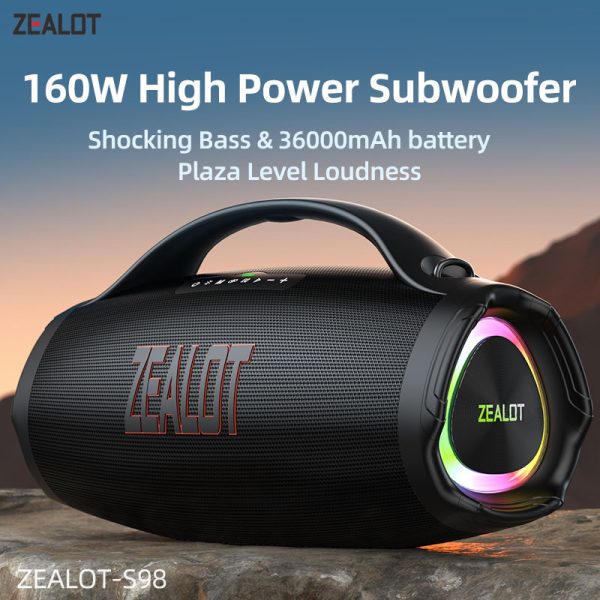 ZEALOT
160W High Power Subwoofer
Shocking Bass & 36000mAh battery
Plaza Level Loudness
ZEALOT
ZEALOT
ZEALOT-S98